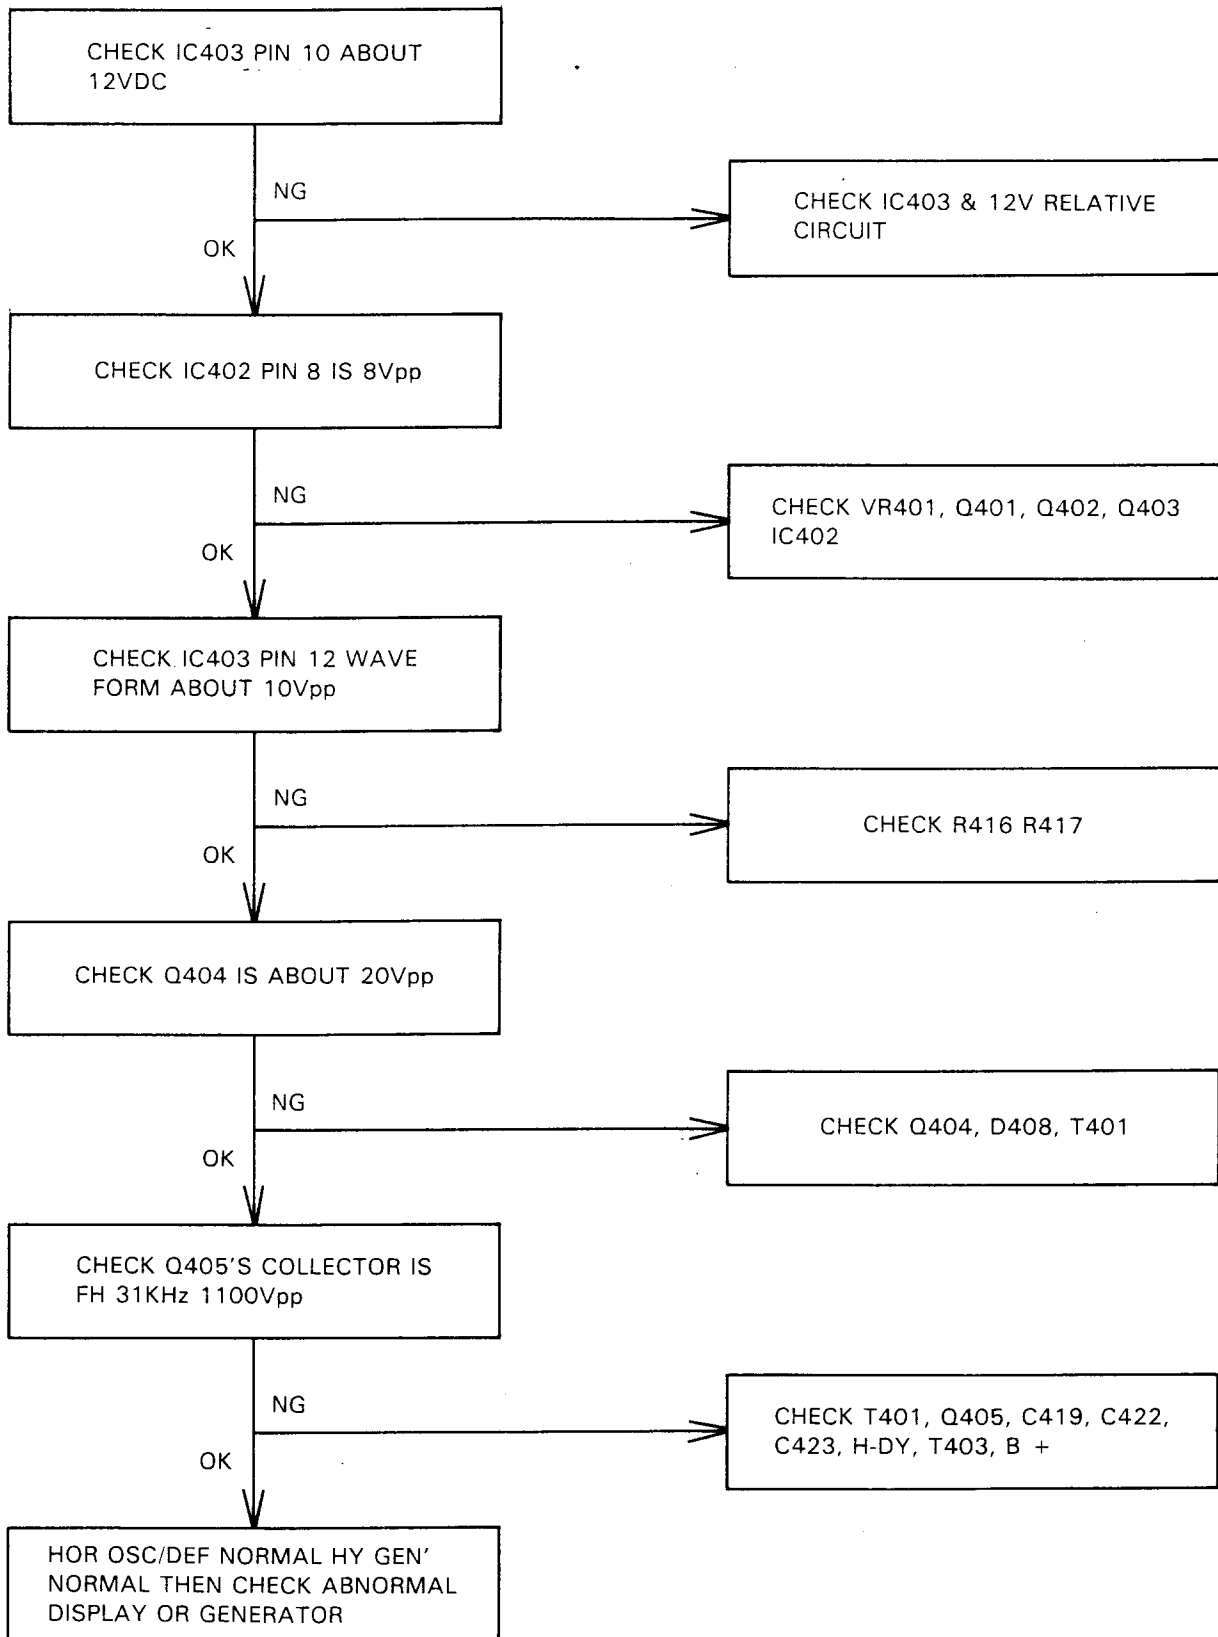 CHECK IC403 PIN 10 ABOUT
12VDC
NG
CHECK IC403 & 12V RELATIVE
CIRCUIT
OK
CHECK IC402 PIN 8 IS 8Vpp
NG
CHECK VR401, Q401, Q402, Q403
IC402
OK
CHECK IC403 PIN 12 WAVE
FORM ABOUT 10Vpp
NG
CHECK R416 R417
OK
CHECK Q404 IS ABOUT 20Vpp
NG
CHECK Q404, D408, T401
OK
CHECK Q405'S COLLECTOR IS
FH 31KHz 1100Vpp
NG
CHECK T401, Q405, C419, C422,
C423, H-DY, T403, B +
OK
HOR OSC/DEF NORMAL HY GEN'
NORMAL THEN CHECK ABNORMAL
DISPLAY OR GENERATOR